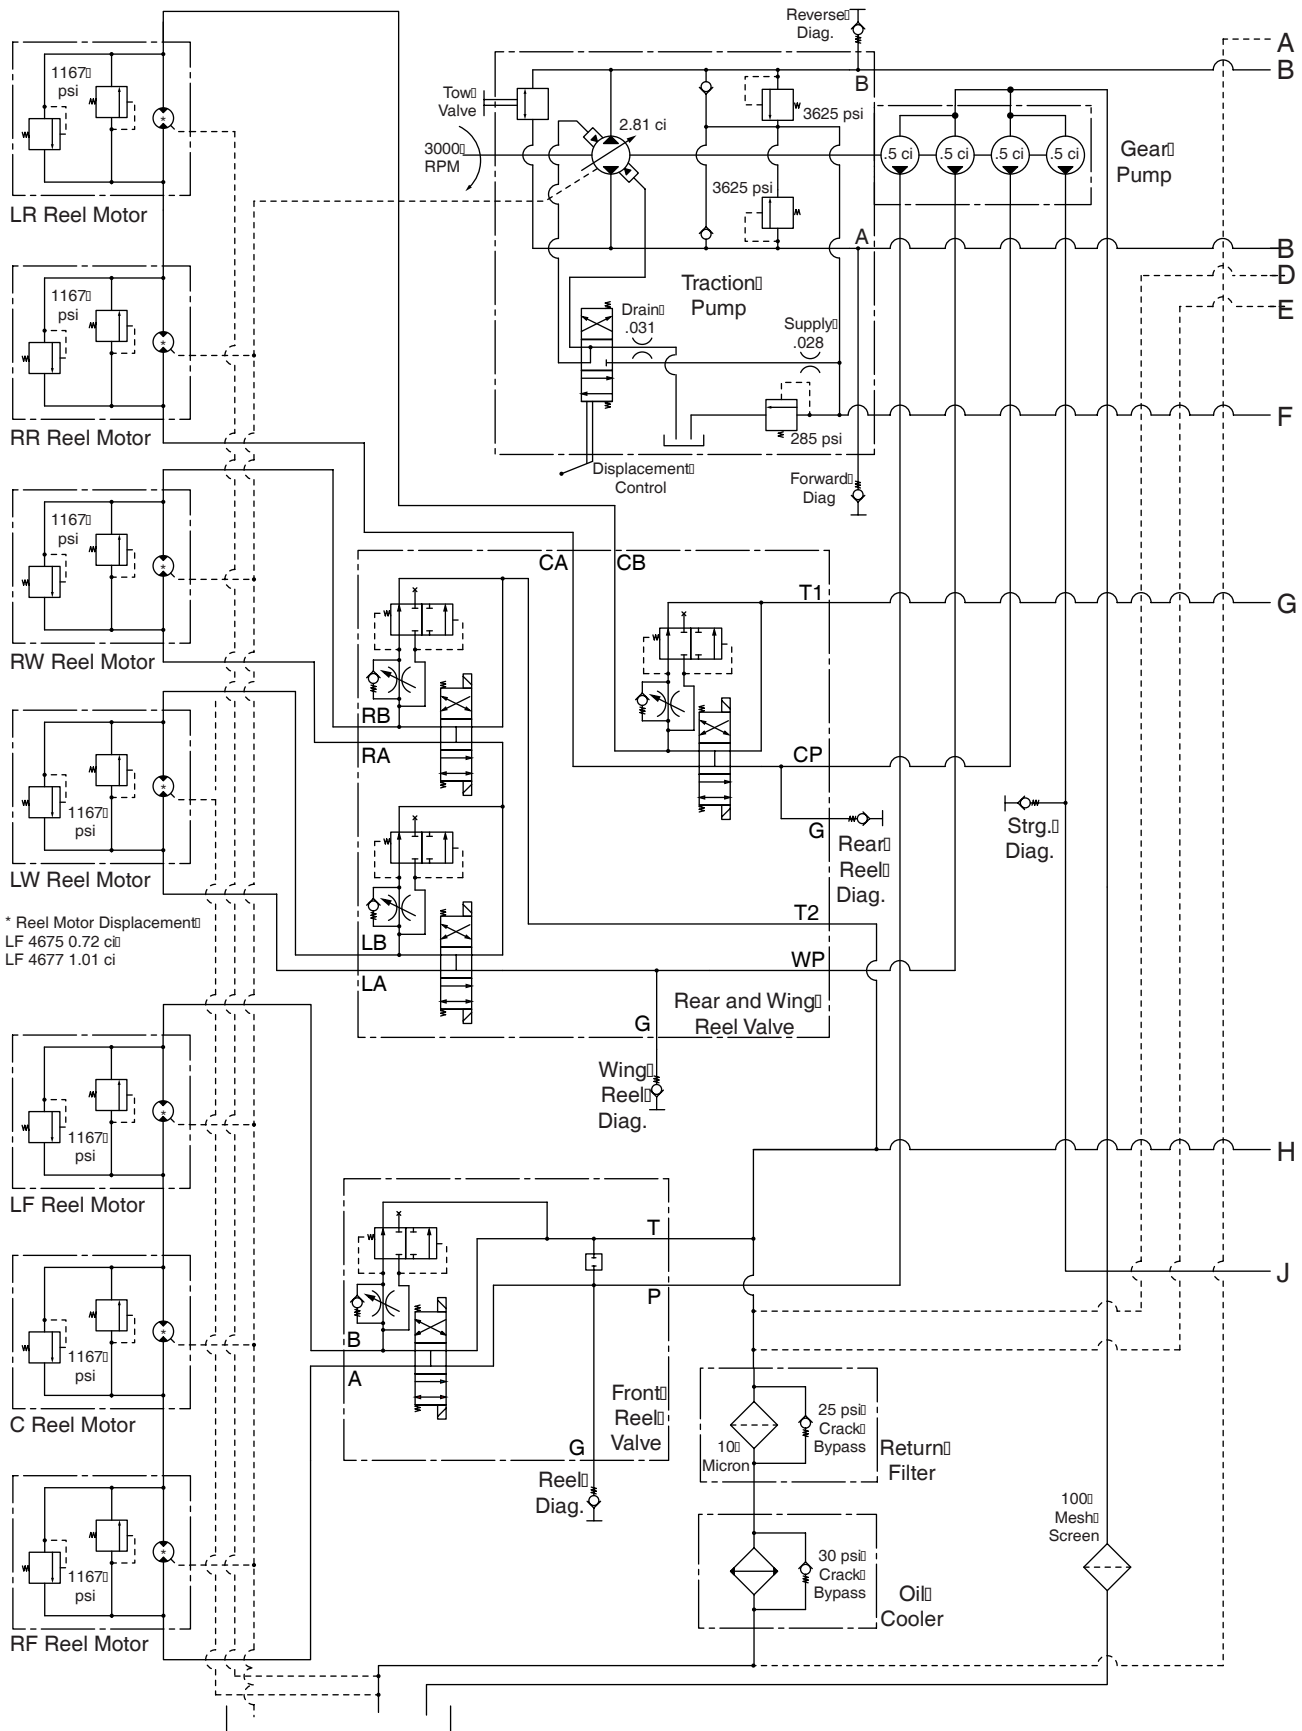 Reverse
Diag.
A
B
1167
psi
LR Reel Motor
Tow
Valve
3000
RPM
2.81 ci
B
3625 psi
3625 psi
A
.5 ci
.5 ci
.5 ci
.5 ci
Gear
Pump
B
D
E
Traction
Pump
Drain
.031
Supply
.028
285 psi
F
Displacement
Control
Forward
Diag
1167
psi
RR Reel Motor
1167
psi
RW Reel Motor
CA
CB
T1
G
RB
RA
CP
G
Rear
Reel
Diag.
Strg.
Diag.
1167
psi
LW Reel Motor
* Reel Motor Displacement
LF 4675 0.72 ci
LF 4677 1.01 ci
T2
LB
LA
WP
Rear and Wing
Reel Valve
G
Wing
Reel
Diag.
*
*
*
*
*
*
*
1167
psi
LF Reel Motor
H
T
P
J
B
A
Front
Reel
Valve
G
Reel
Diag.
1167
psi
C Reel Motor
10
Micron
25 psi
Crack
Bypass
Return
Filter
30 psi
Crack
Bypass
Oil
Cooler
100
Mesh
Screen
1167
psi
RF Reel Motor